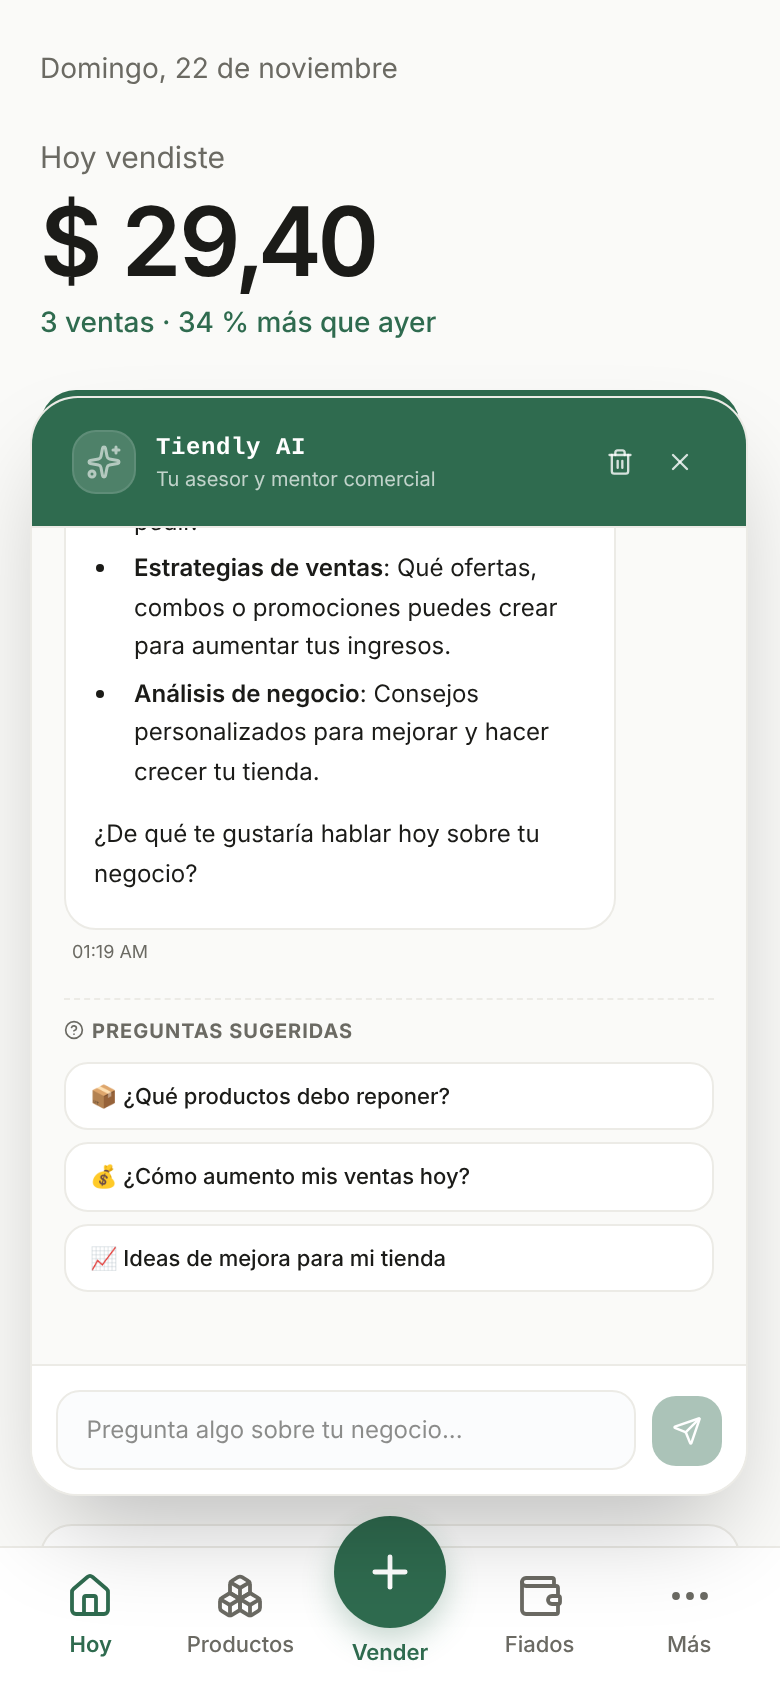 Domingo, 22 de noviembre
Hoy vendiste
$ 29,40
3 ventas · 34 % más que ayer
Tiendly AI
Tu asesor y mentor comercial
• Estrategias de ventas: Qué ofertas,
combos o promociones puedes crear
para aumentar tus ingresos.
• Análisis de negocio: Consejos
personalizados para mejorar y hacer
crecer tu tienda.
¿De qué te gustaría hablar hoy sobre tu
negocio?
01:19 AM
PREGUNTAS SUGERIDAS
📦 ¿Qué productos debo reponer?
💰 ¿Cómo aumento mis ventas hoy?
📈 Ideas de mejora para mi tienda
Pregunta algo sobre tu negocio...
Hoy
Productos
Vender
Fiados
Más